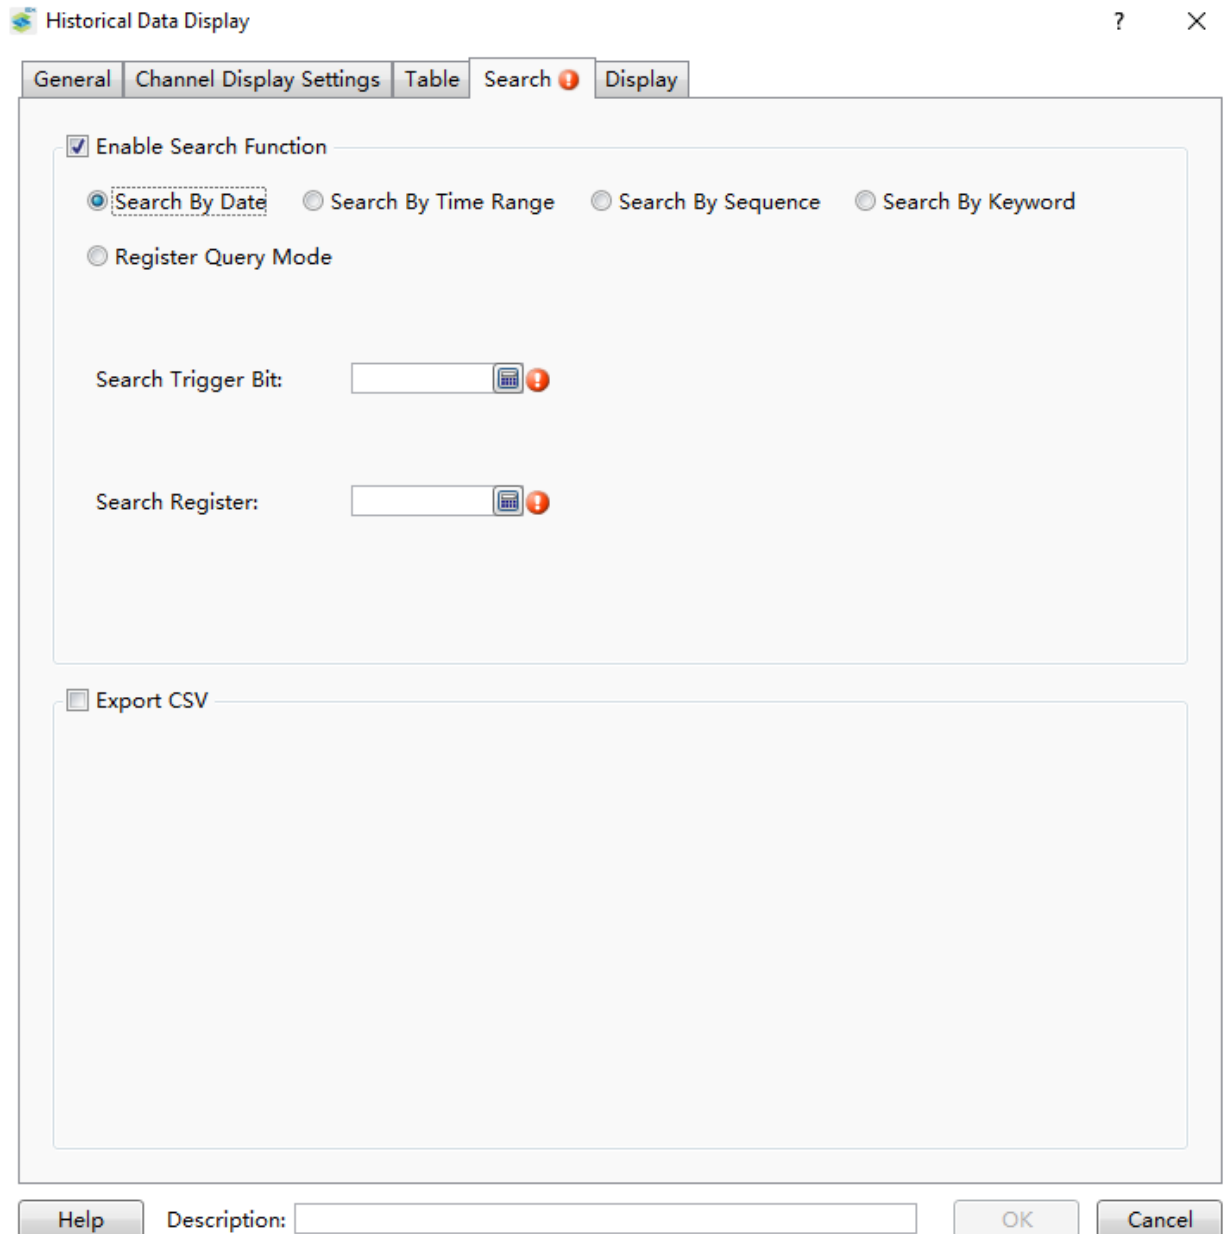 Historical Data Display
General Channel Display Settings Table Search Display
Enable Search Function
Search By Date Search By Time Range Search By Sequence Search By Keyword
Register Query Mode
Search Trigger Bit:
Search Register:
Export CSV
Help Description: OK Cancel